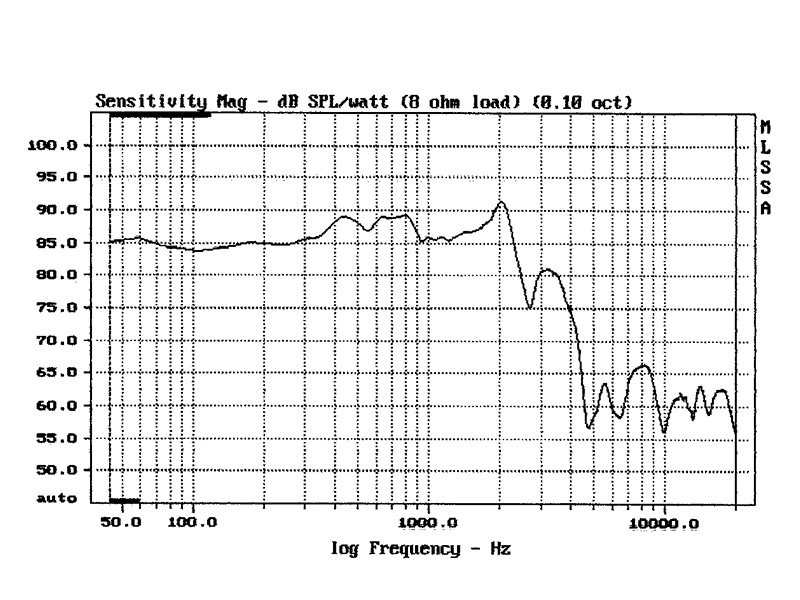 Sensitivity Mag - dB SPL/watt (8 ohm load) (0.10 oct)
100.0
95.0
90.0
85.0
80.0
75.0
70.0
65.0
60.0
55.0
50.0
auto
M
L
S
S
A
50.0 100.0 1000.0 10000.0
log Frequency - Hz